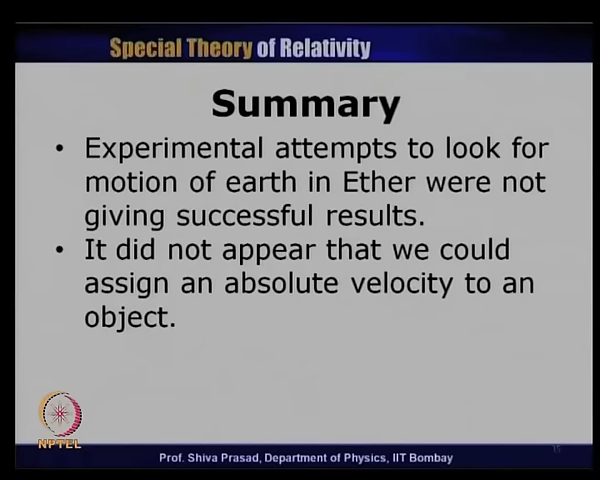 Special Theory of Relativity
Summary
• Experimental attempts to look for
motion of earth in Ether were not
giving successful results.
• It did not appear that we could
assign an absolute velocity to an
object.
NPTEL
Prof. Shiva Prasad, Department of Physics, IIT Bombay
15